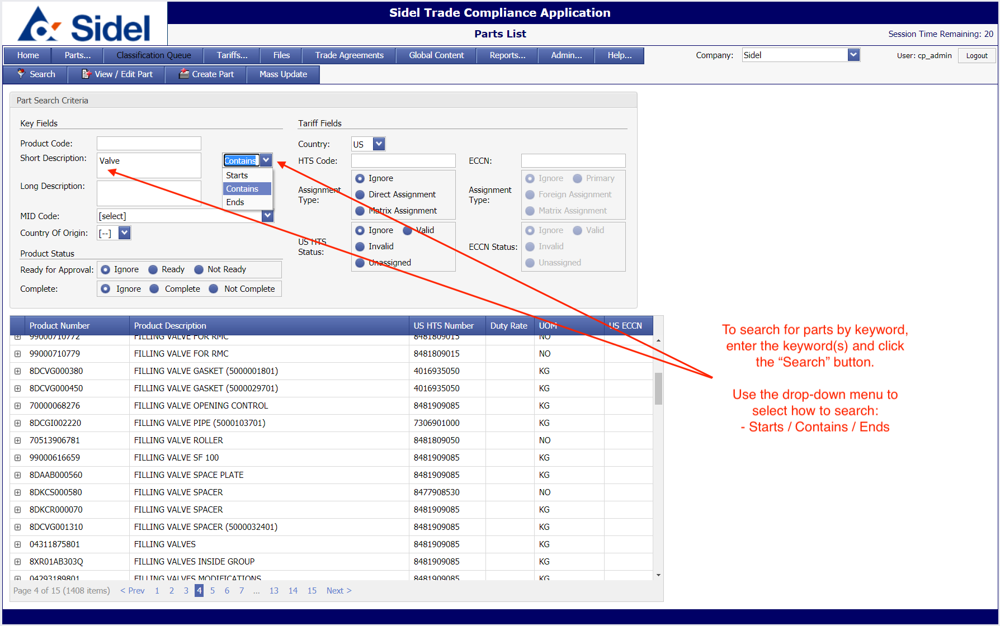 Sidel
Sidel Trade Compliance Application
Parts List
Session Time Remaining: 20
Home Parts... Classification Queue Tariffs... Files Trade Agreements Global Content Reports... Admin... Help...
Company: Sidel
User: cp_admin Logout
Search View / Edit Part Create Part Mass Update
Part Search Criteria
Key Fields
Product Code:
Short Description: Valve Contains
Starts
Contains
Ends
Long Description:
MID Code: [select]
Country Of Origin: [--]
Product Status
Ready for Approval: Ignore Ready Not Ready
Complete: Ignore Complete Not Complete
Tariff Fields
Country: US
HTS Code:
Assignment
Type:
Ignore
Direct Assignment
Matrix Assignment
US HTS
Status:
Ignore Valid
Invalid
Unassigned
ECCN:
Assignment
Type:
Ignore Primary
Foreign Assignment
Matrix Assignment
ECCN Status:
Ignore Valid
Invalid
Unassigned
Product Number Product Description US HTS Number Duty Rate UOM US ECCN
99000710772 FILLING VALVE FOR RMC 8481809015 NO
99000710779 FILLING VALVE FOR RMC 8481809015 NO
8DCVG000380 FILLING VALVE GASKET (5000001801) 4016935050 KG
8DCVG000450 FILLING VALVE GASKET (5000029701) 4016935050 KG
70000068276 FILLING VALVE OPENING CONTROL 8481909085 KG
8DCGI002220 FILLING VALVE PIPE (5000103701) 7306901000 KG
70513906781 FILLING VALVE ROLLER 8481809050 NO
99000616659 FILLING VALVE SF 100 8481909085 KG
8DAAB000560 FILLING VALVE SPACE PLATE 8481909085 KG
8DKCS000580 FILLING VALVE SPACER 8477908530 NO
8DKCR000070 FILLING VALVE SPACER 8481909085 KG
8DCVG001310 FILLING VALVE SPACER (5000032401) 8481909085 KG
04311875801 FILLING VALVES 8481909085 KG
8XR01AB303Q FILLING VALVES INSIDE GROUP 8481909085 KG
04293189801 FILLING VALVES MODIFICATIONS 8481909085 KG
Page 4 of 15 (1408 items) < Prev 1 2 3 4 5 6 7 ... 13 14 15 Next >
To search for parts by keyword,
enter the keyword(s) and click
the “Search” button.
Use the drop-down menu to
select how to search:
- Starts / Contains / Ends